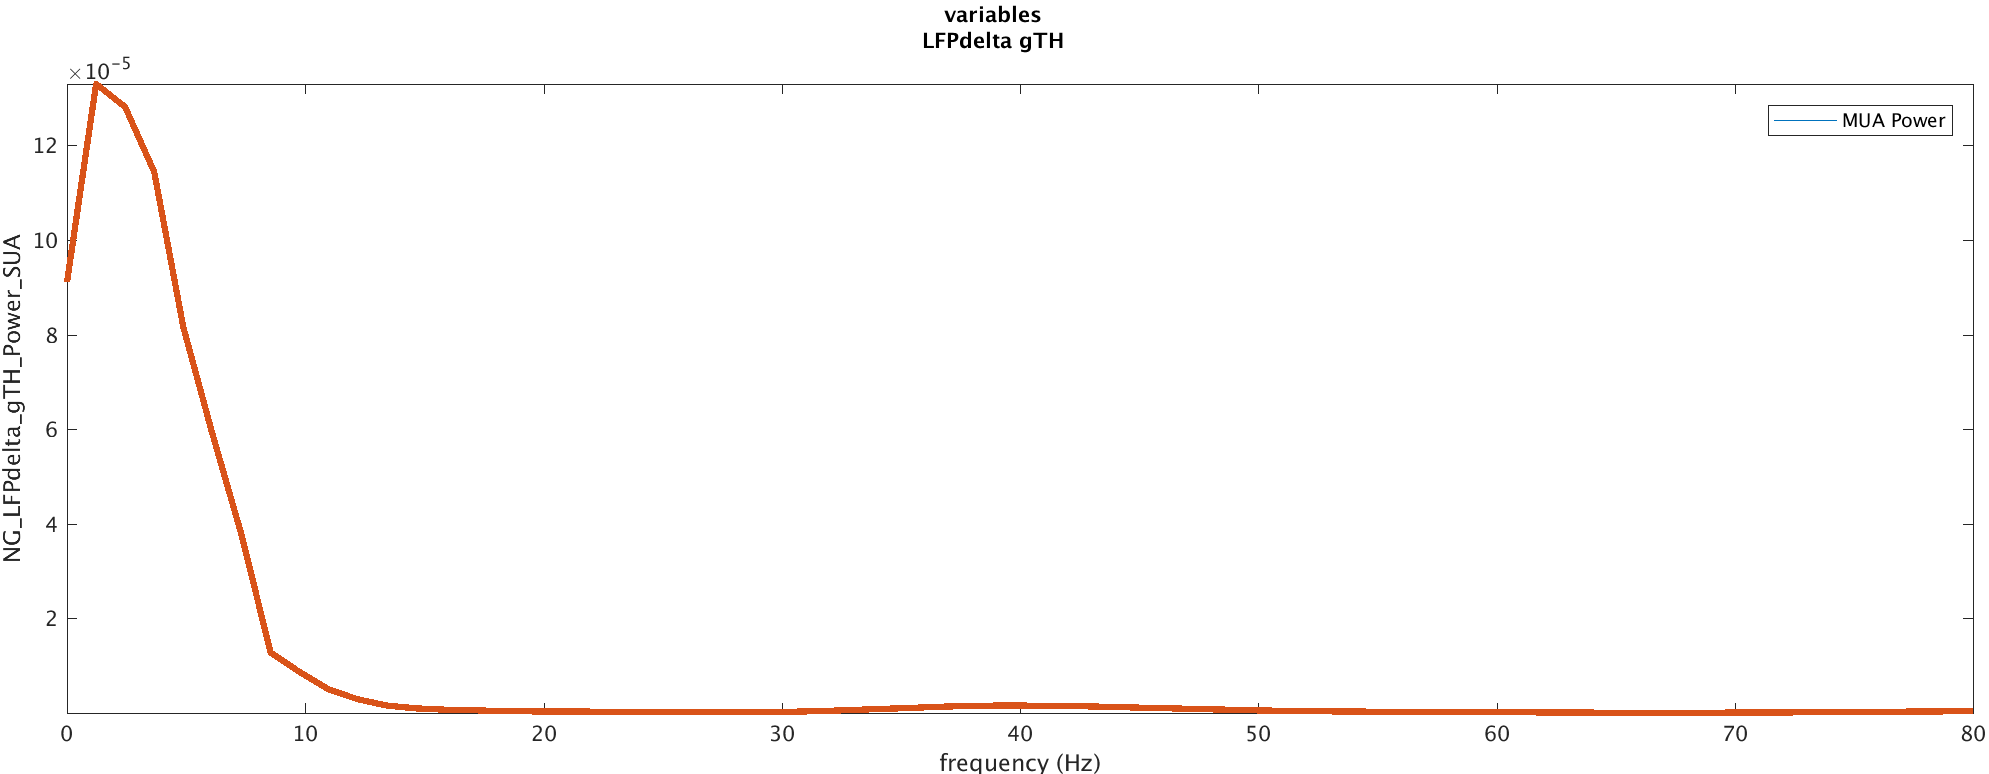 variables
LFPdelta gTH
×10⁻⁵
MUA Power
12
10
8
6
4
2
NG_LFPdelta_gTH_Power_SUA
0 10 20 30 40 50 60 70 80
frequency (Hz)